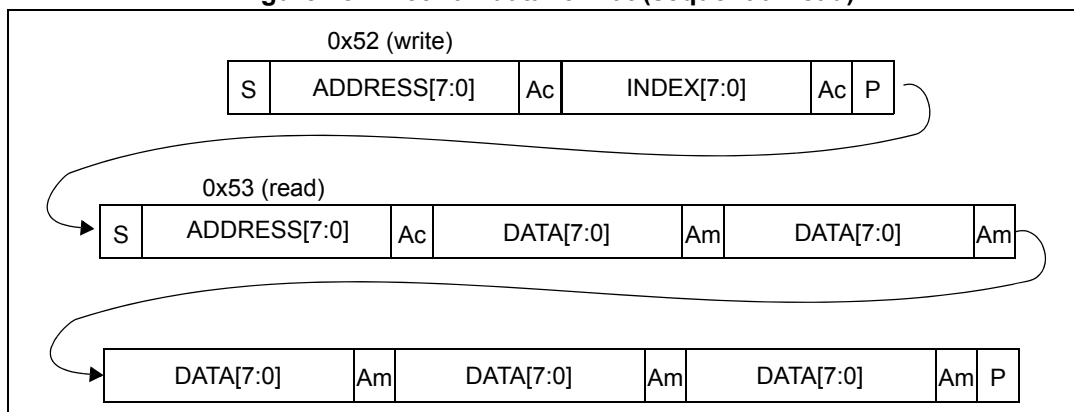 0x52 (write)
S ADDRESS[7:0] Ac INDEX[7:0] Ac P
0x53 (read)
S ADDRESS[7:0] Ac DATA[7:0] Am DATA[7:0] Am
DATA[7:0] Am DATA[7:0] Am DATA[7:0] Am P